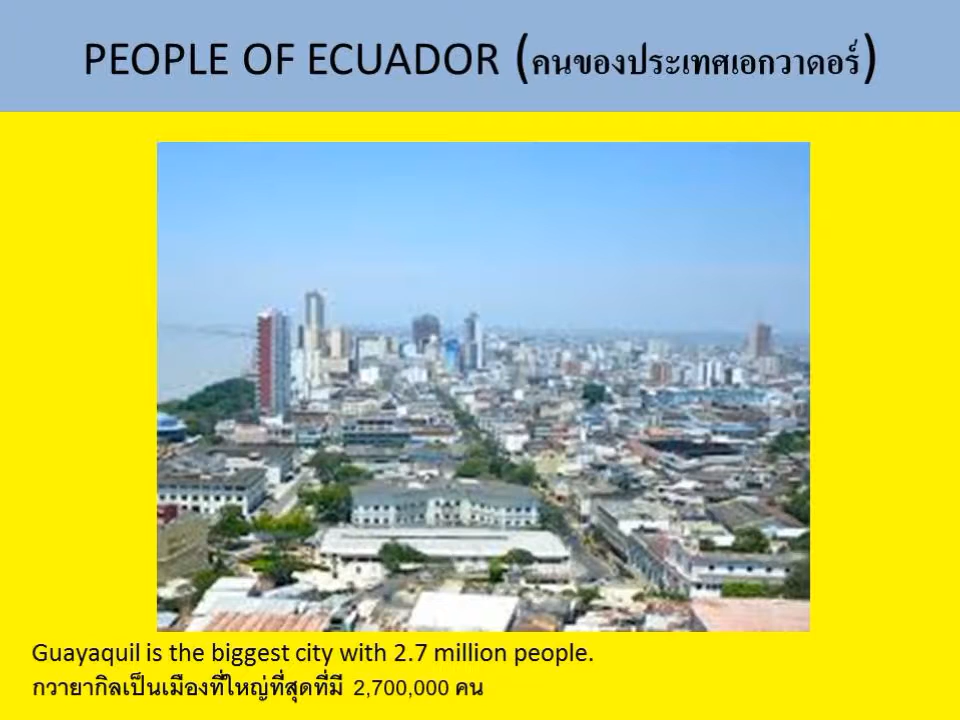 PEOPLE OF ECUADOR (คนของประเทศเอกวาดอร์)
Guayaquil is the biggest city with 2.7 million people.
กวายากิลเป็นเมืองที่ใหญ่ที่สุดที่มี 2,700,000 คน